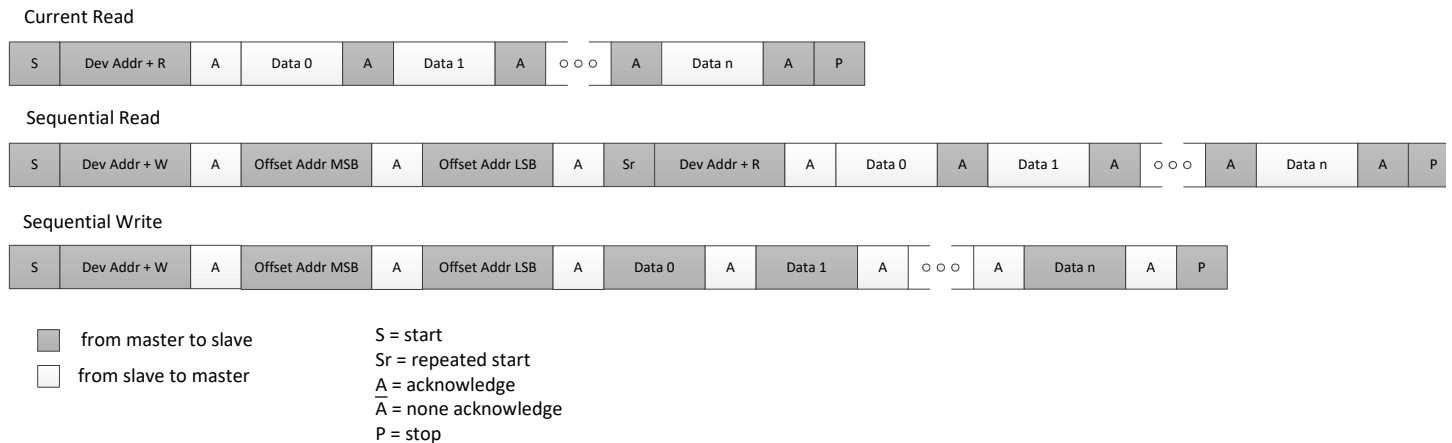 Current Read
S Dev Addr + R A Data 0 A Data 1 A ○○○ A Data n A P
Sequential Read
S Dev Addr + W A Offset Addr MSB A Offset Addr LSB A Sr Dev Addr + R A Data 0 A Data 1 A ○○○ A Data n A P
Sequential Write
S Dev Addr + W A Offset Addr MSB A Offset Addr LSB A Data 0 A Data 1 A ○○○ A Data n A P
from master to slave
from slave to master
S = start
Sr = repeated start
A = acknowledge
A̅ = none acknowledge
P = stop